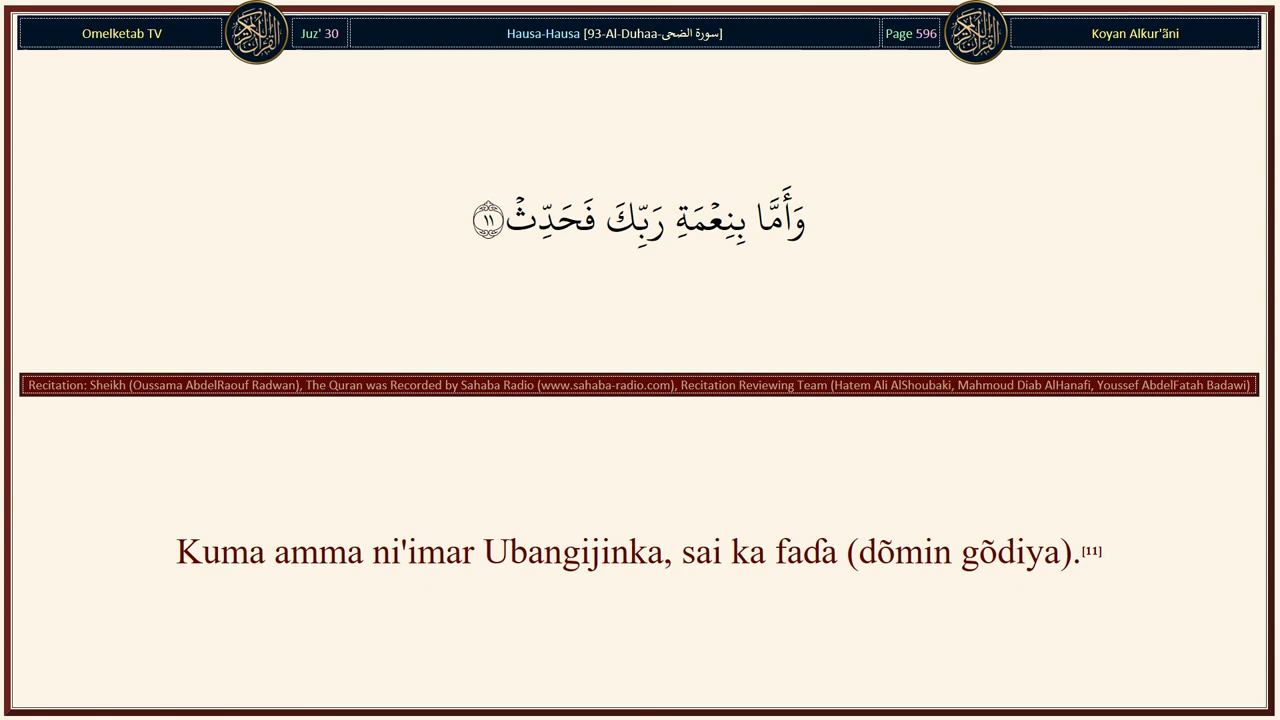 Omelketab TV
Juz' 30
Hausa-Hausa [93-Al-Duhaa-سورة الضحى]
Page 596
Koyan Alkur'ãni
وَأَمَّا بِنِعۡمَةِ رَبِّكَ فَحَدِّثۡ ١١
Recitation: Sheikh (Oussama AbdelRaouf Radwan), The Quran was Recorded by Sahaba Radio (www.sahaba-radio.com), Recitation Reviewing Team (Hatem Ali AlShoubaki, Mahmoud Diab AlHanafi, Youssef AbdelFatah Badawi)
Kuma amma ni'imar Ubangijinka, sai ka faɗa (dõmin gõdiya).[11]